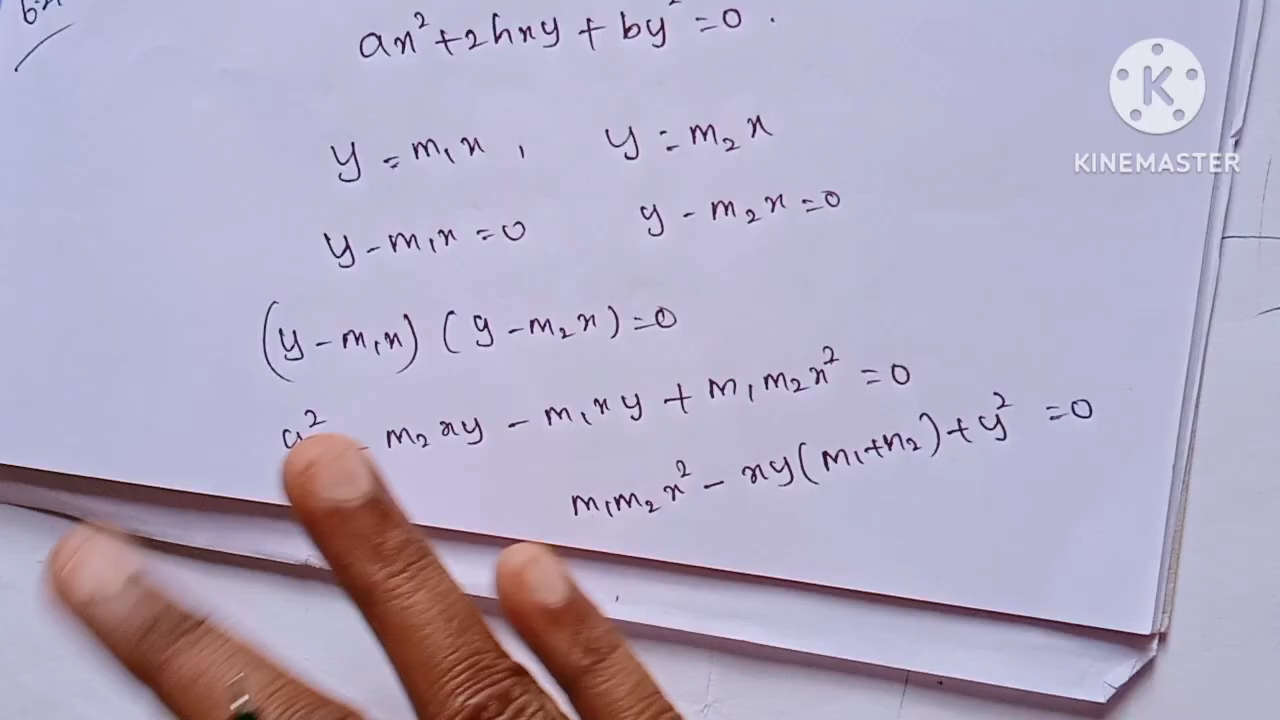 ax² + 2hxy + by² = 0 .
y = m₁x , y = m₂x
y - m₁x = 0 y - m₂x = 0
(y - m₁x) (y - m₂x) = 0
y² - m₂xy - m₁xy + m₁m₂x² = 0
m₁m₂x² - xy(m₁+m₂) + y² = 0
K
KINEMASTER